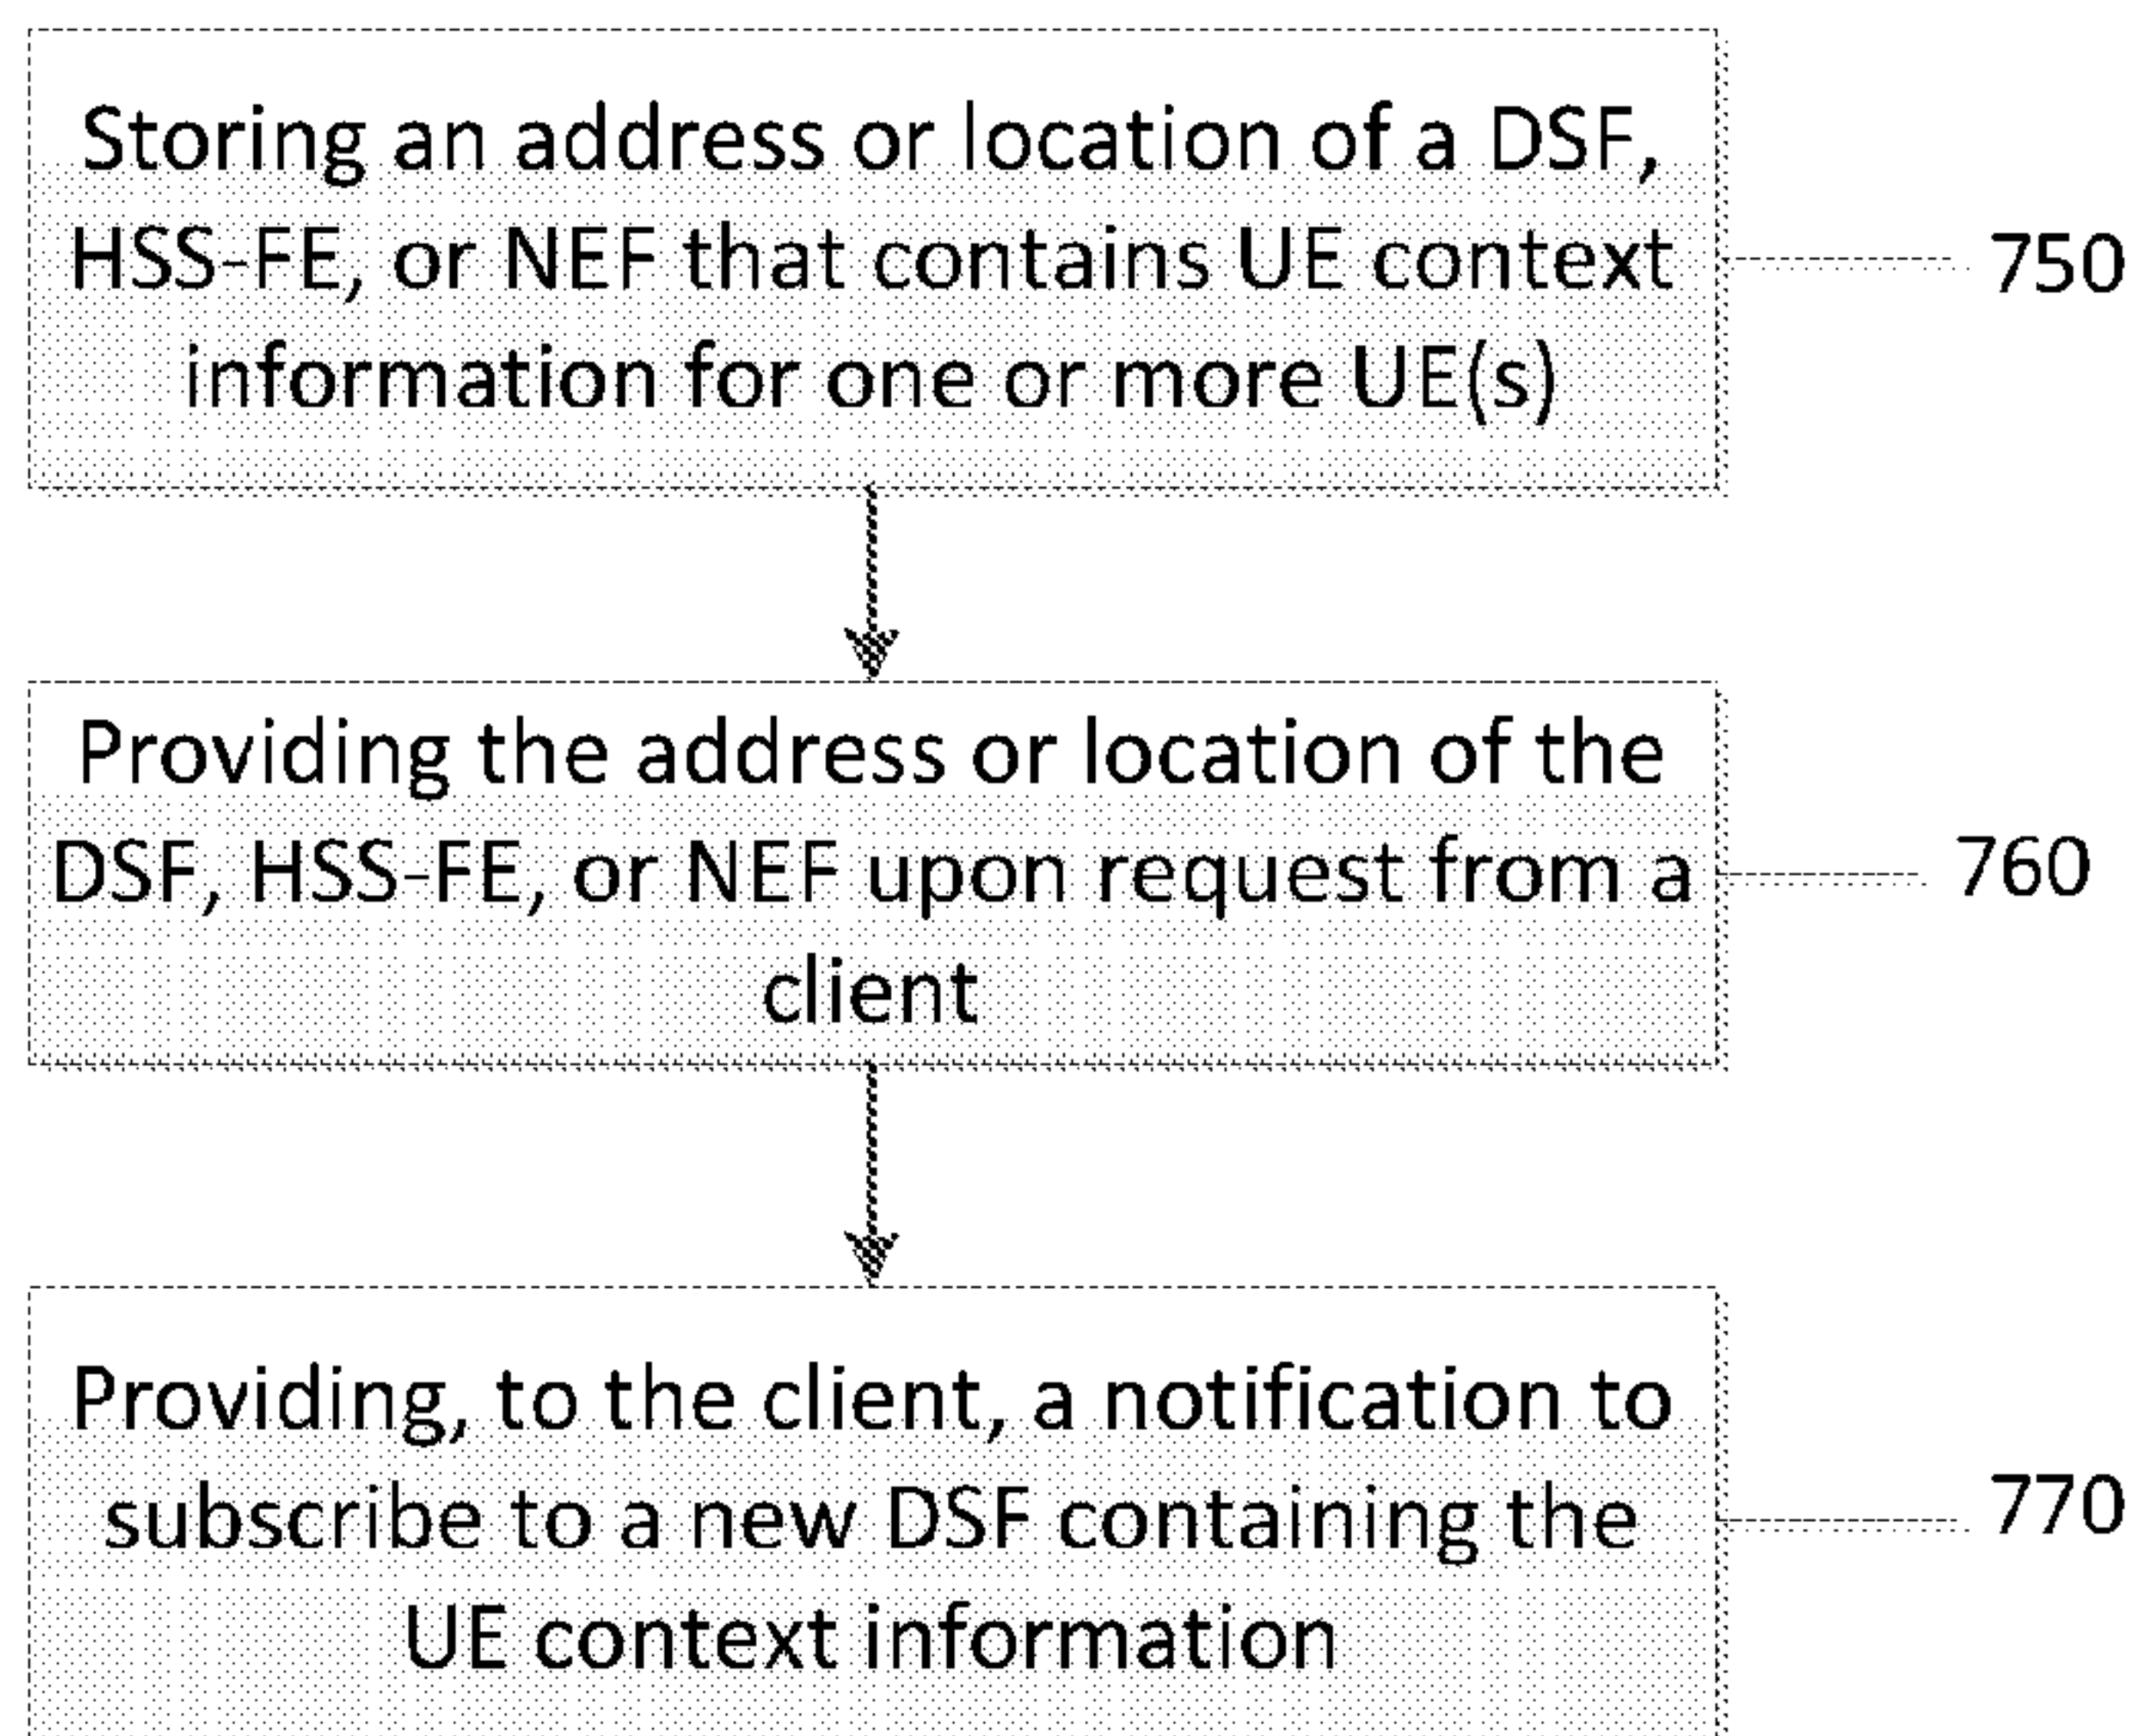 Storing an address or location of a DSF,
HSS-FE, or NEF that contains UE context
information for one or more UE(s)
750
Providing the address or location of the
DSF, HSS-FE, or NEF upon request from a
client
760
Providing, to the client, a notification to
subscribe to a new DSF containing the
UE context information
770